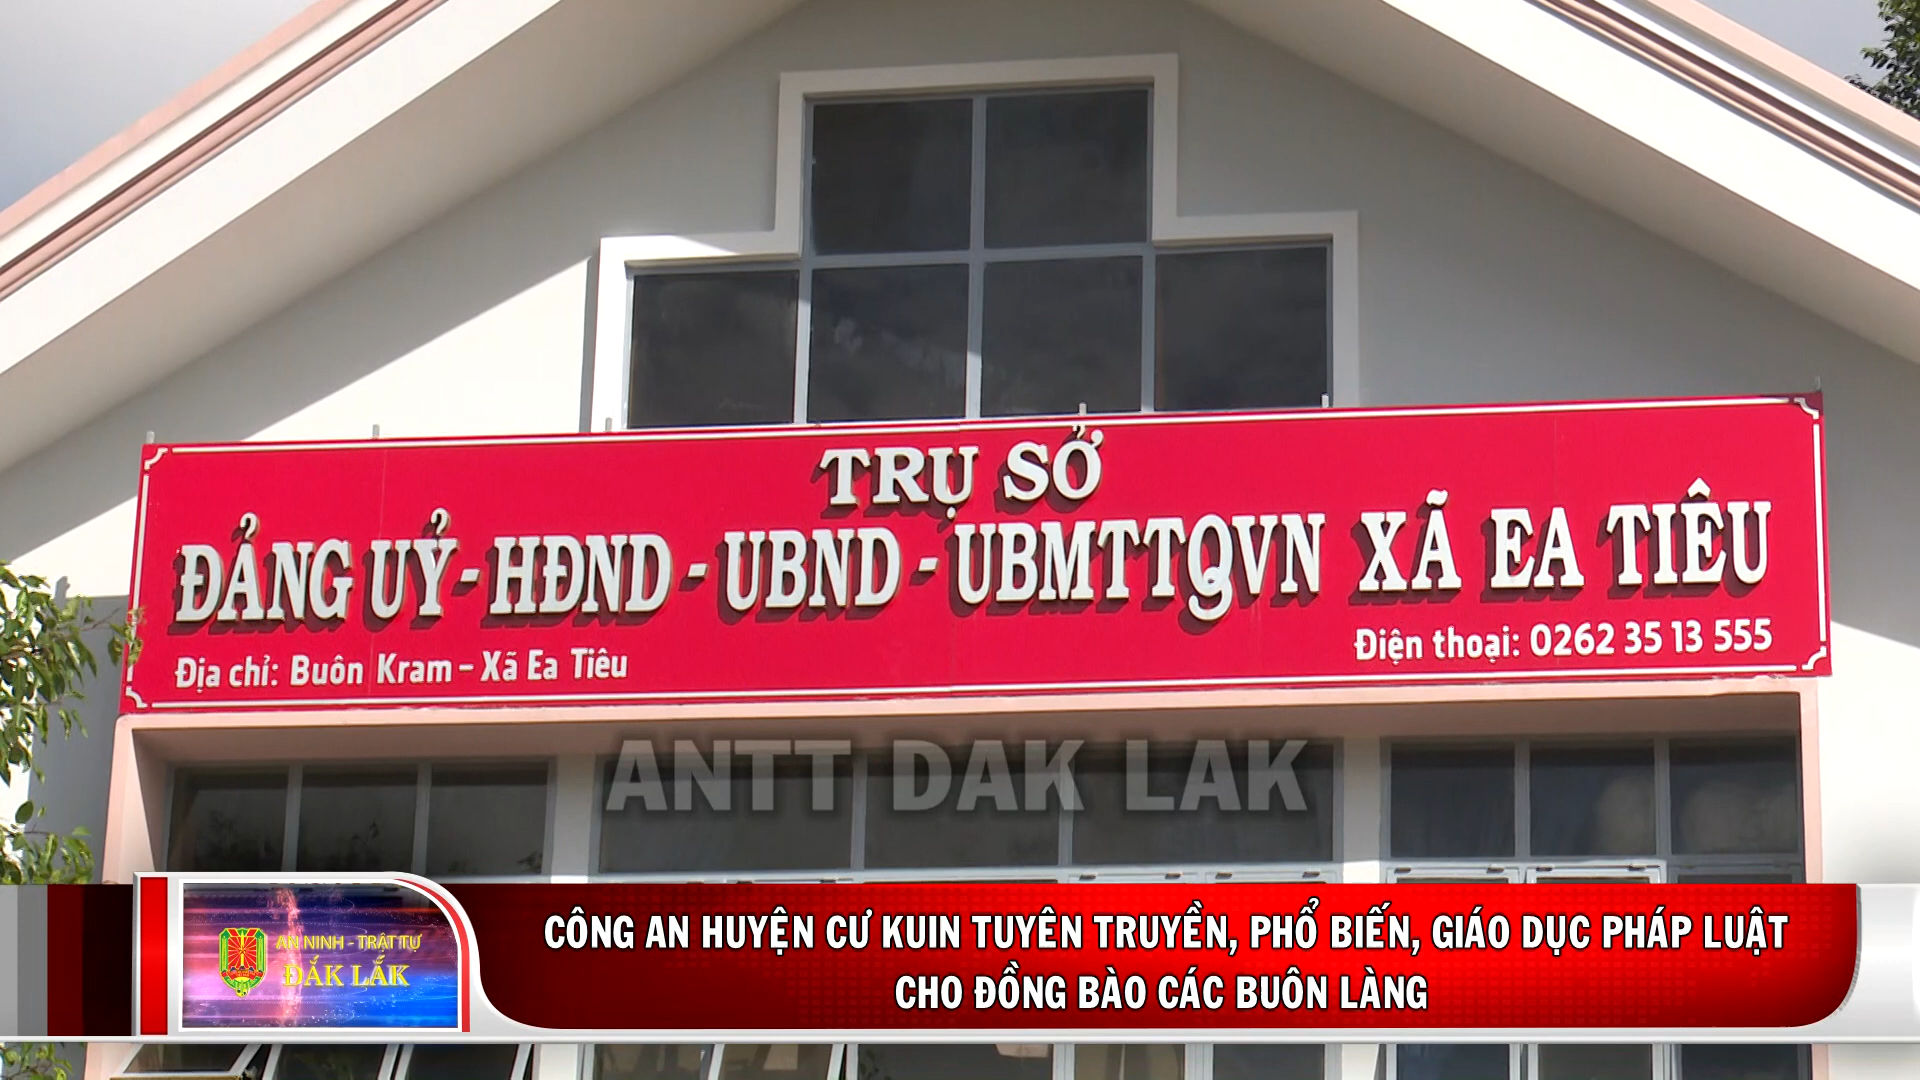 TRỤ SỞ
ĐẢNG UỶ - HĐND - UBND - UBMTTQVN XÃ EA TIÊU
Địa chỉ: Buôn Kram - Xã Ea Tiêu
Điện thoại: 0262 35 13 555
ANTT DAK LAK
AN NINH - TRẬT TỰ
ĐẮK LẮK
CÔNG AN HUYỆN CƯ KUIN TUYÊN TRUYỀN, PHỔ BIẾN, GIÁO DỤC PHÁP LUẬT
CHO ĐỒNG BÀO CÁC BUÔN LÀNG